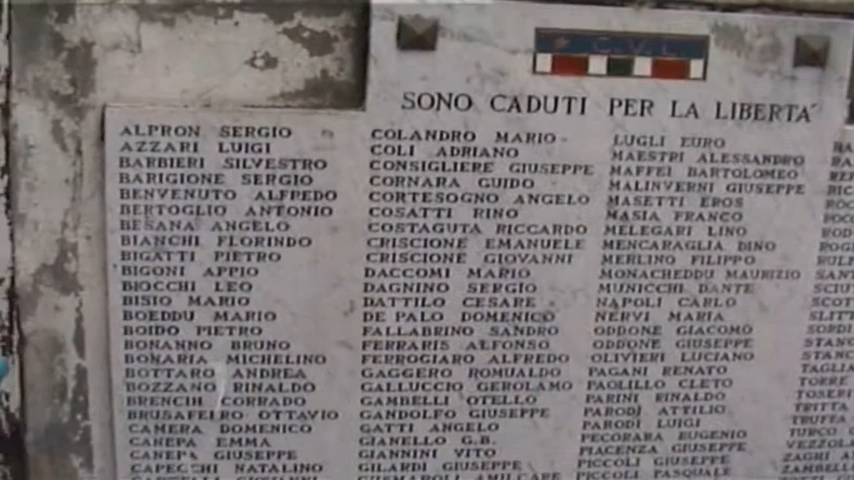 C.V.L.
SONO CADUTI PER LA LIBERTA'
ALPRON SERGIO
AZZARI LUIGI
BARBIERI SILVESTRO
BARIGIONE SERGIO
BENVENUTO ALFREDO
BERTOGLIO ANTONIO
BESANA ANGELO
BIANCHI FLORINDO
BIGATTI PIETRO
BIGONI APPIO
BIOCCHI LEO
BISIO MARIO
BOEDDU MARIO
BOIDO PIETRO
BONANNO BRUNO
BONARIA MICHELINO
BOTTARO ANDREA
BOZZANO RINALDO
BRENCIH CORRADO
OTTAVIO
CAMERA DOMENICO
CANEPA EMMA
CANEPA GIUSEPPE
NATALINO
COLANDRO MARIO
COLI ADRIANO
CONSIGLIERE GIUSEPPE
CORNARA GUIDO
CORTESOGNO ANGELO
COSATTI RINO
COSTAGUTA RICCARDO
CRISCIONE EMANUELE
CRISCIONE GIOVANNI
DACCOMI MARIO
DAGNINO SERGIO
DATTILO CESARE
DE PALO DOMENICO
FALLABRINO SANDRO
FERRARIS ALFONSO
FERROGIARO ALFREDO
GAGGERO ROMUALDO
GALLUCCIO GEROLAMO
GAMBELLI OTELLO
GANDOLFO GIUSEPPE
GATTI ANGELO
GIANELLO G.B.
GIANNINI VITO
GILARDI GIUSEPPE
LUGLI EURO
MAESTRI ALESSANDRO
MAFFEI BARTOLOMEO
MALINVERNI GIUSEPPE
MASETTI EROS
MASIA FRANCO
MELEGARI LINO
MENCARAGLIA DINO
MERLINO FILIPPO
MONACHEDDU MAURIZIO
MUNICCHI DANTE
NAPOLI CARLO
NERVI MARIA
ODDONE GIACOMO
ODDONE GIUSEPPE
OLIVIERI LUCIANO
PAGANI RENATO
PAOLILLO CLETO
PARINI RINALDO
PARODI ATTILIO
PARODI LUIGI
PECORARA EUGENIO
PIACENZA GIUSEPPE
PICCOLI GIUSEPPE
PICCOLI PASQUALE
TORRE
TRITTA
TURCO